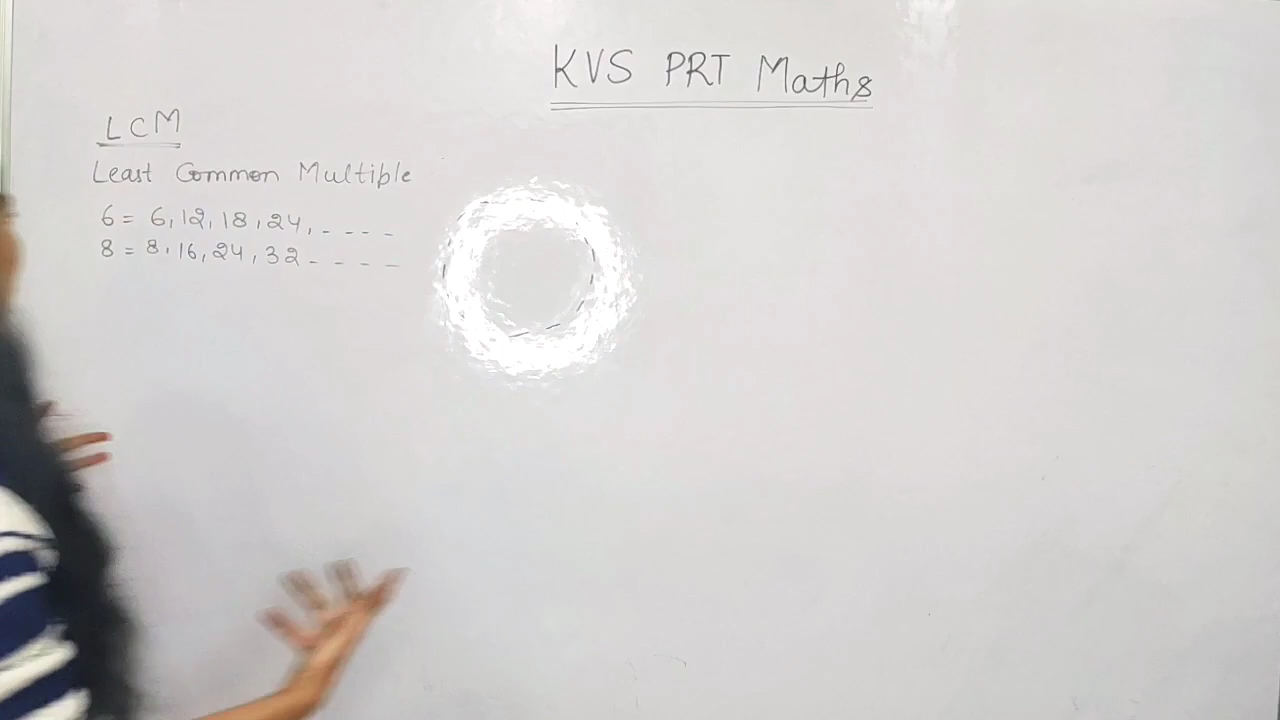 KVS PRT Maths
LCM
Least Common Multiple
6 = 6, 12, 18, 24, - - - -
8 = 8, 16, 24, 32 - - - -